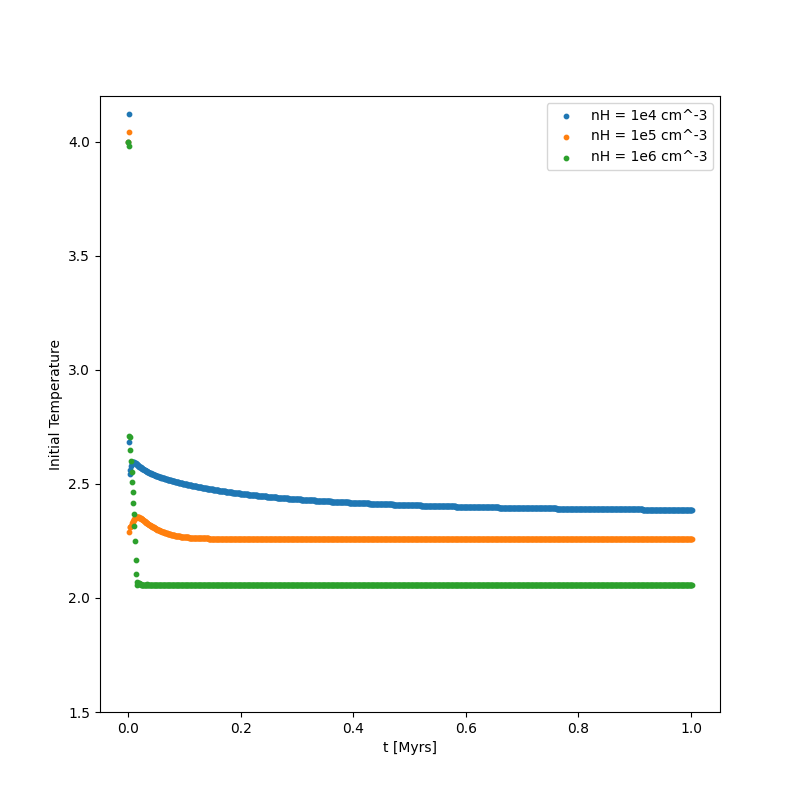 nH = 1e4 cm^-3
nH = 1e5 cm^-3
nH = 1e6 cm^-3
4.0
3.5
3.0
2.5
2.0
1.5
Initial Temperature
0.0 0.2 0.4 0.6 0.8 1.0
t [Myrs]